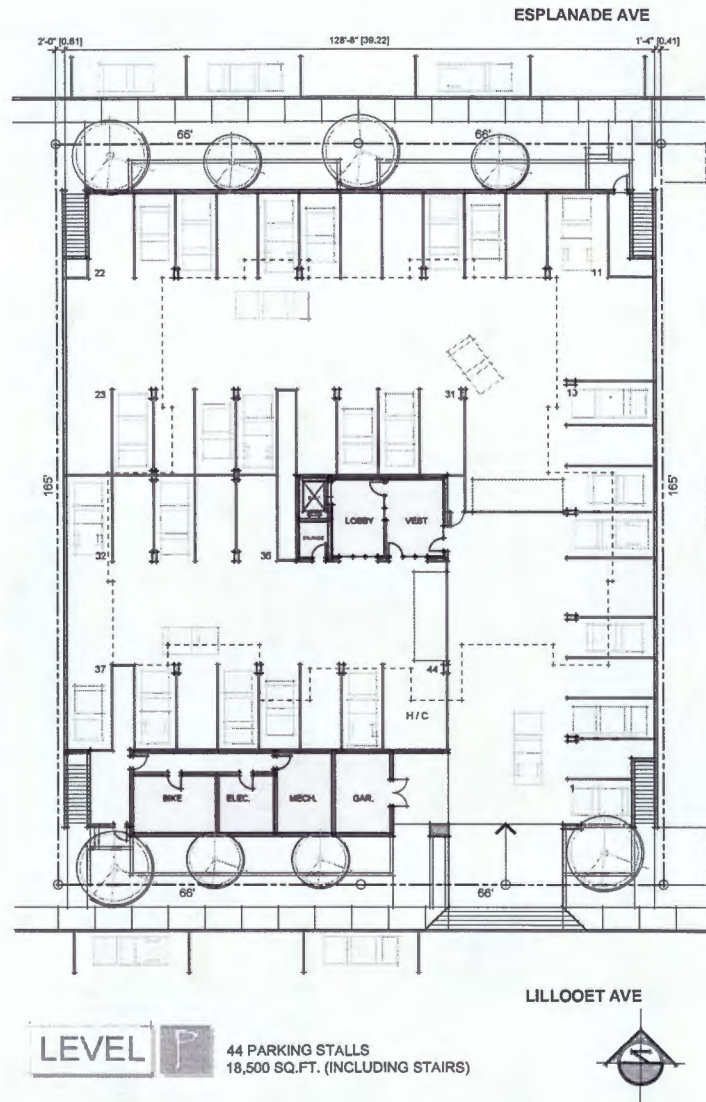 ESPLANADE AVE
2'-0" [0.61]
128'-8" [39.22]
1'-4" [0.41]
66'
66'
22
11
23
31
165'
165'
LOBBY
VEST
32
36
37
44
H / C
BIKE
ELEC.
MECH.
GAR.
1
66'
66'
LILLOOET AVE
LEVEL P
44 PARKING STALLS
18,500 SQ.FT. (INCLUDING STAIRS)